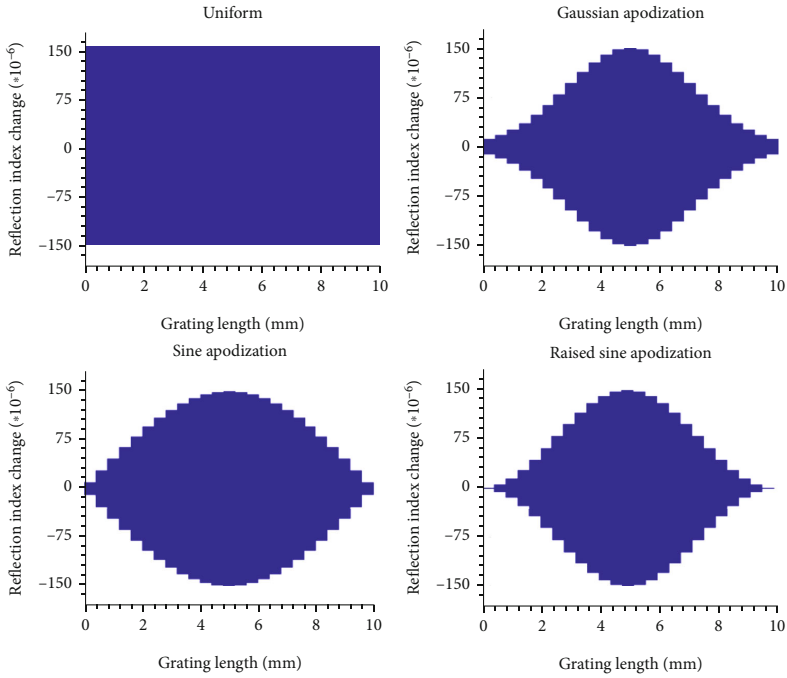 Uniform
Reflection index change (*10⁻⁶)
150
75
0
−75
−150
0 2 4 6 8 10
Grating length (mm)
Gaussian apodization
Reflection index change (*10⁻⁶)
150
75
0
−75
−150
0 2 4 6 8 10
Grating length (mm)
Sine apodization
Reflection index change (*10⁻⁶)
150
75
0
−75
−150
0 2 4 6 8 10
Grating length (mm)
Raised sine apodization
Reflection index change (*10⁻⁶)
150
75
0
−75
−150
0 2 4 6 8 10
Grating length (mm)